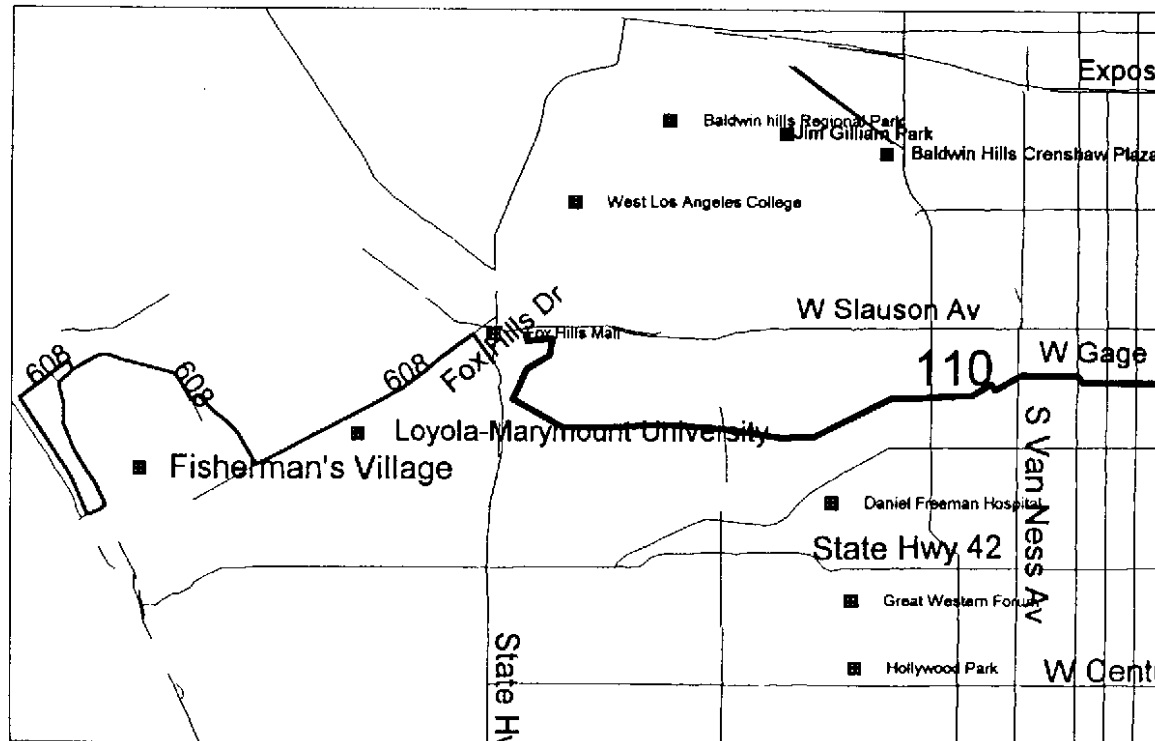 Expos
Baldwin hills Regional Park
Jim Gilliam Park
Baldwin Hills Crenshaw Plaza
West Los Angeles College
Fox Hills Dr
W Slauson Av
Fox Hills Mall
608
608
608
110
W Gage
Loyola-Marymount University
Fisherman's Village
S Van Ness Av
Daniel Freeman Hospital
State Hwy 42
Great Western Forum
State Hw
Hollywood Park
W Centu